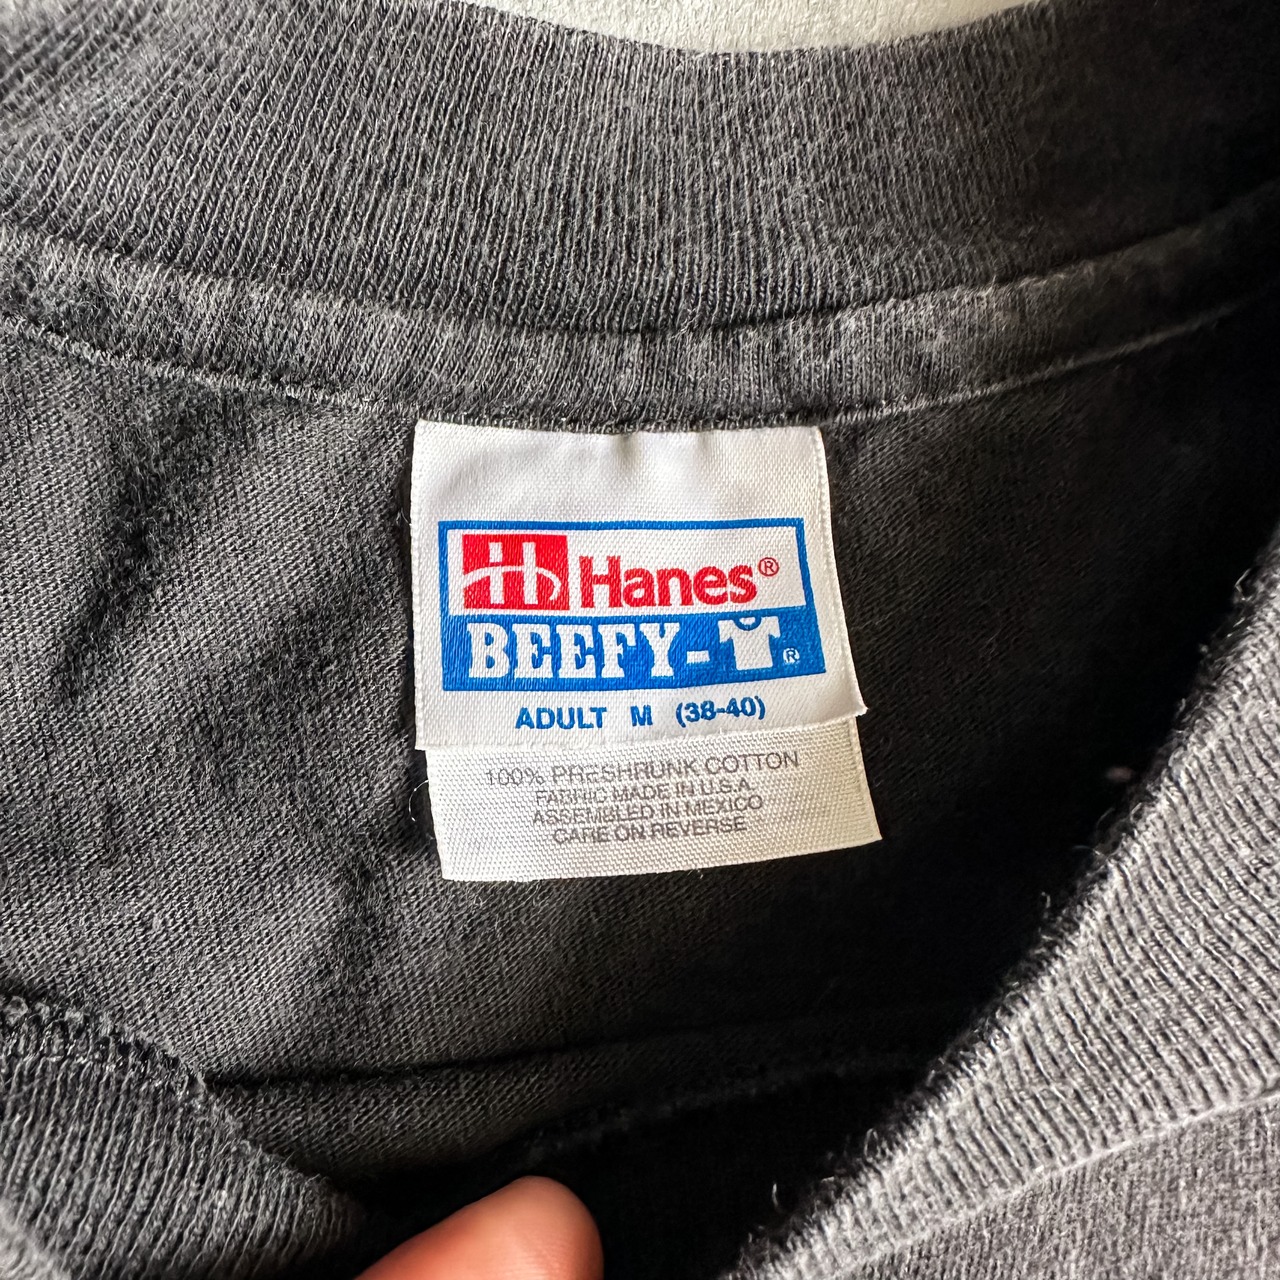 Hanes®
BEEFY-T®
ADULT M (38-40)
100% PRESHRUNK COTTON
FABRIC MADE IN U.S.A.
ASSEMBLED IN MEXICO
CARE ON REVERSE